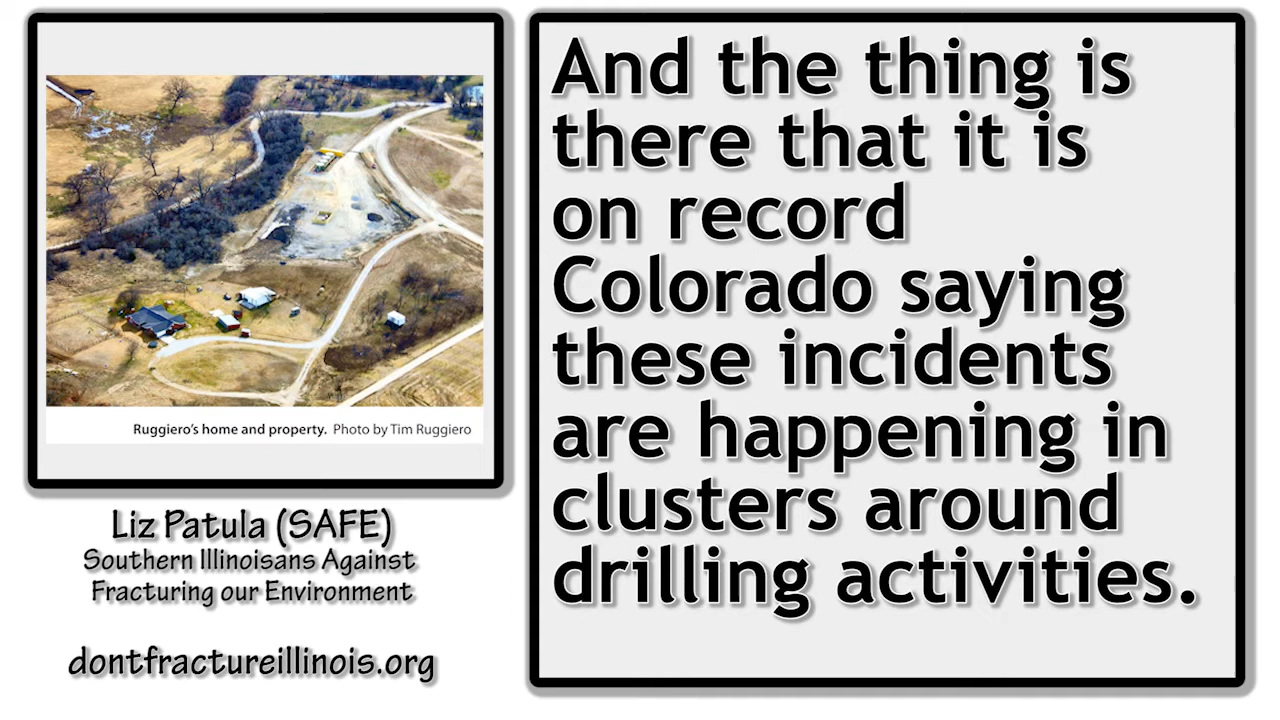 Ruggiero's home and property. Photo by Tim Ruggiero
Liz Patula (SAFE)
Southern Illinoisans Against
Fracturing our Environment
dontfractureillinois.org
And the thing is
there that it is
on record
Colorado saying
these incidents
are happening in
clusters around
drilling activities.